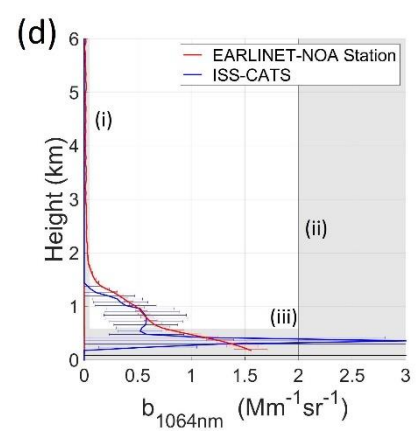 (d)
EARLINET-NOA Station
ISS-CATS
(i)
(ii)
(iii)
Height (km)
6
5
4
3
2
1
0
0 0.5 1 1.5 2 2.5 3
b1064nm (Mm-1sr-1)